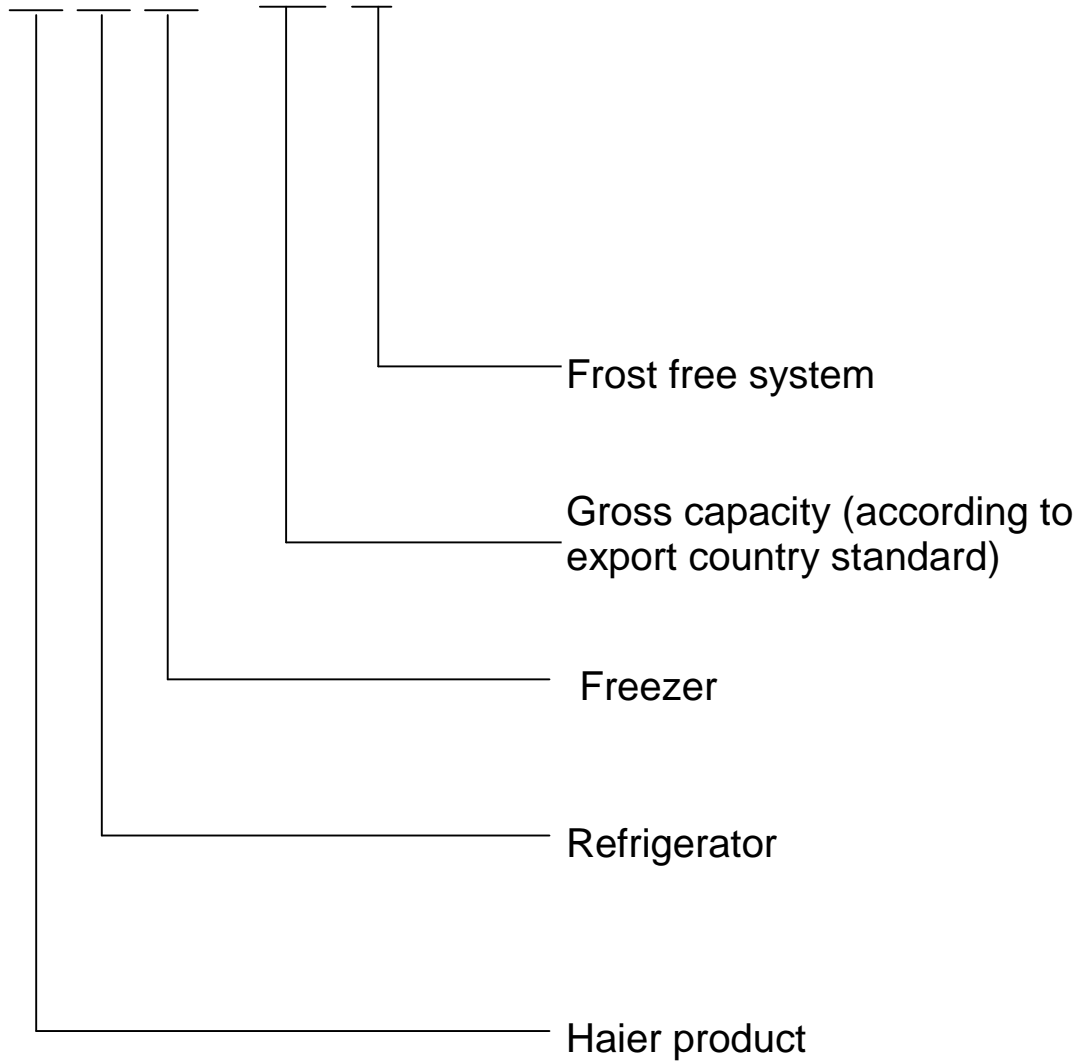 Frost free system
Gross capacity (according to
export country standard)
Freezer
Refrigerator
Haier product